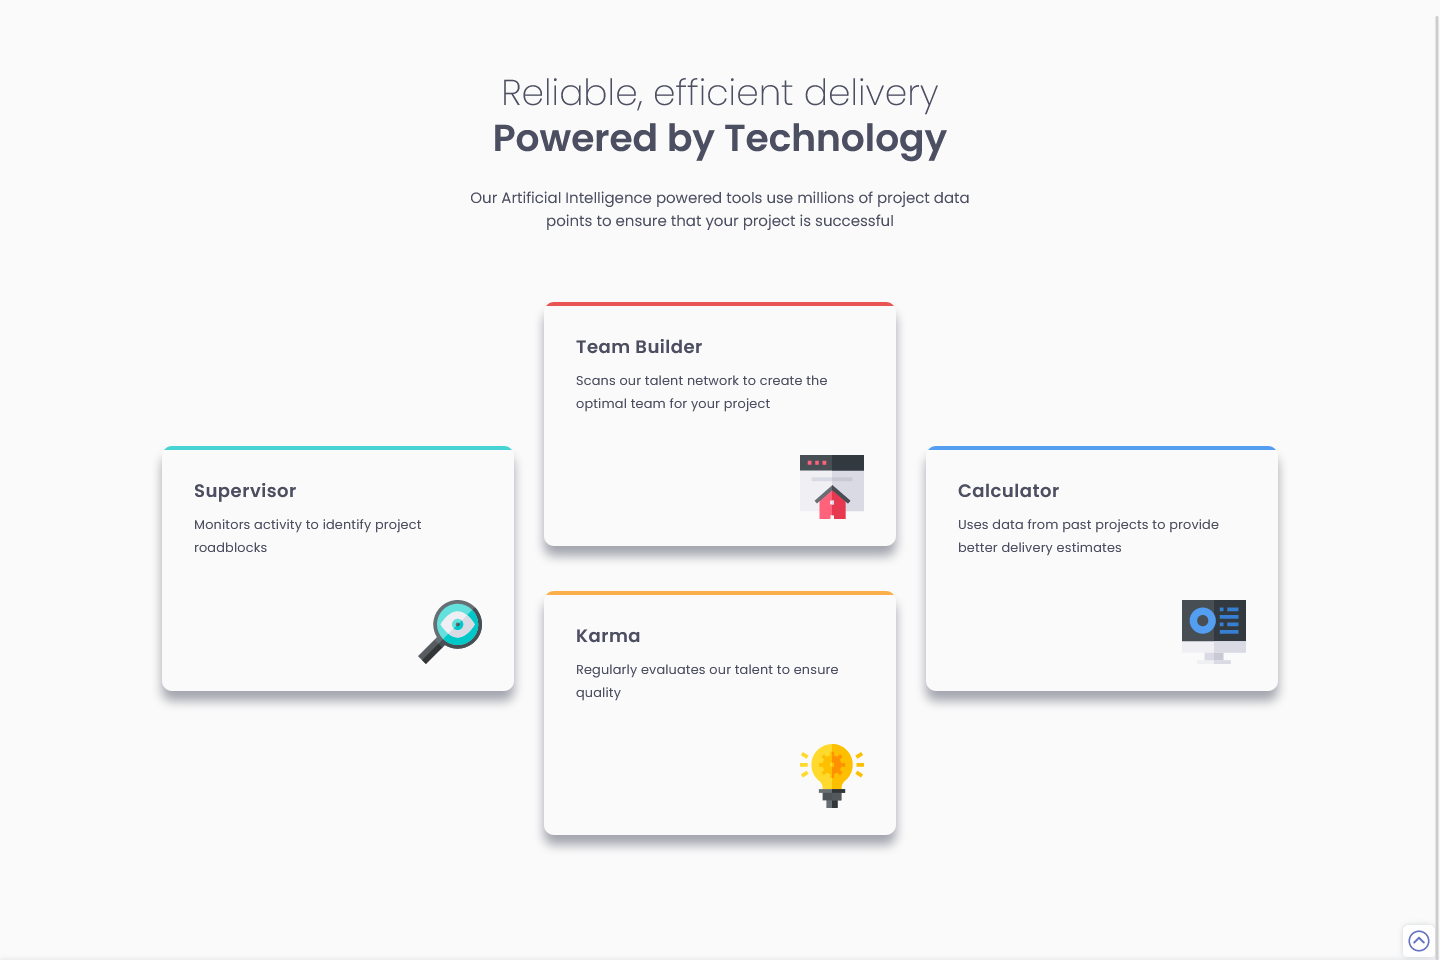 Reliable, efficient delivery
Powered by Technology
Our Artificial Intelligence powered tools use millions of project data
points to ensure that your project is successful
Team Builder
Scans our talent network to create the
optimal team for your project
Supervisor
Monitors activity to identify project
roadblocks
Calculator
Uses data from past projects to provide
better delivery estimates
Karma
Regularly evaluates our talent to ensure
quality